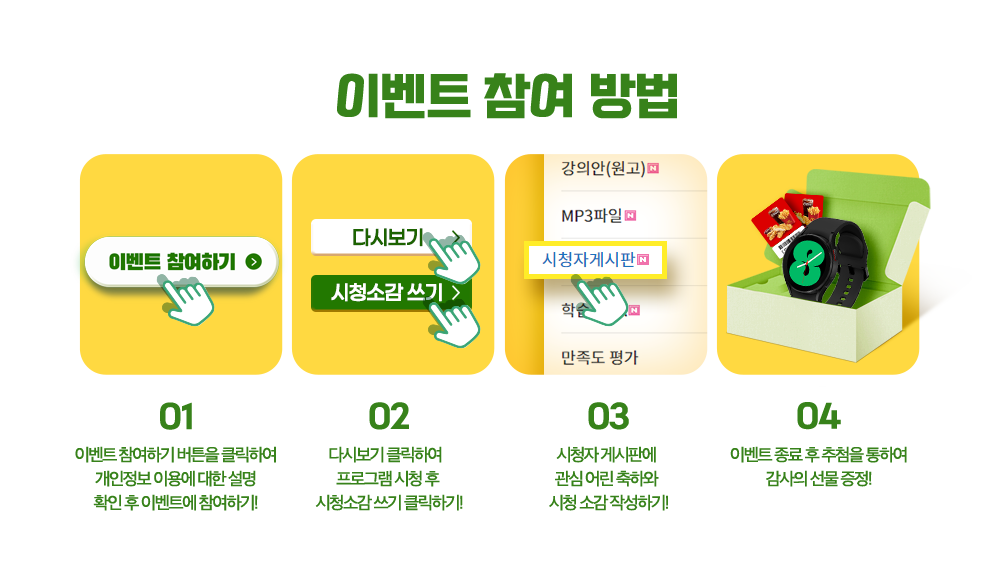 이벤트 참여 방법
이벤트 참여하기
다시보기
시청소감 쓰기
강의안(원고) N
MP3파일 N
시청자게시판 N
학습
N
만족도 평가
01
이벤트 참여하기 버튼을 클릭하여
개인정보 이용에 대한 설명
확인 후 이벤트에 참여하기!
02
다시보기 클릭하여
프로그램 시청 후
시청소감 쓰기 클릭하기!
03
시청자 게시판에
관심 어린 축하와
시청 소감 작성하기!
04
이벤트 종료 후 추첨을 통하여
감사의 선물 증정!